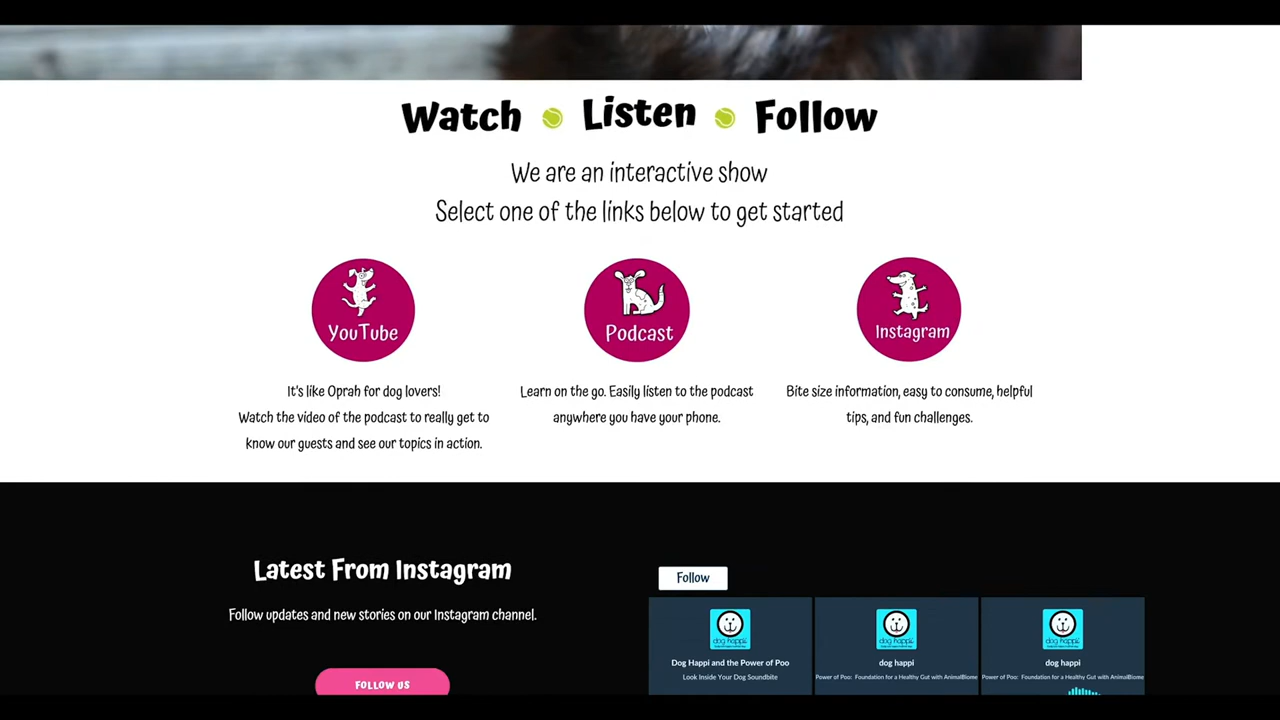 Watch Listen Follow
We are an interactive show
Select one of the links below to get started
YouTube
Podcast
Instagram
It's like Oprah for dog lovers!
Watch the video of the podcast to really get to
know our guests and see our topics in action.
Learn on the go. Easily listen to the podcast
anywhere you have your phone.
Bite size information, easy to consume, helpful
tips, and fun challenges.
Latest From Instagram
Follow updates and new stories on our Instagram channel.
FOLLOW US
Follow
dog happi
Dog Happi and the Power of Poo
Look Inside Your Dog Soundbite
dog happi
dog happi
Power of Poo: Foundation for a Healthy Gut with AnimalBiome
dog happi
dog happi
Power of Poo: Foundation for a Healthy Gut with AnimalBiome